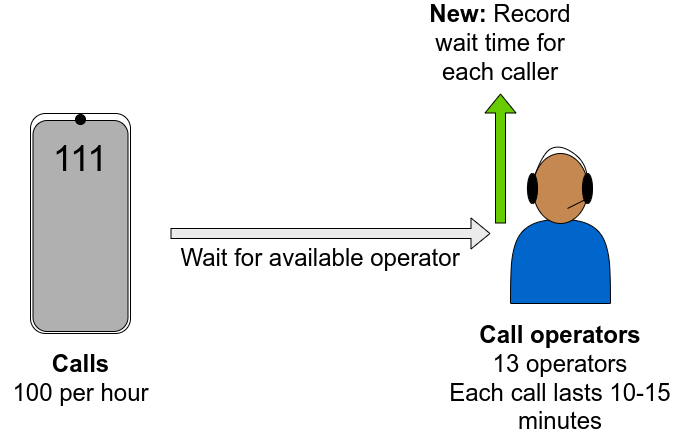 New: Record
wait time for
each caller
111
Wait for available operator
Call operators
13 operators
Each call lasts 10-15
minutes
Calls
100 per hour